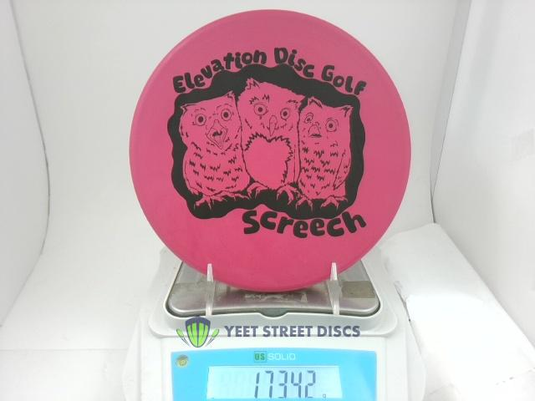 Elevation Disc Golf
Screech
YEET STREET DISCS
US SOLID
173.42 g